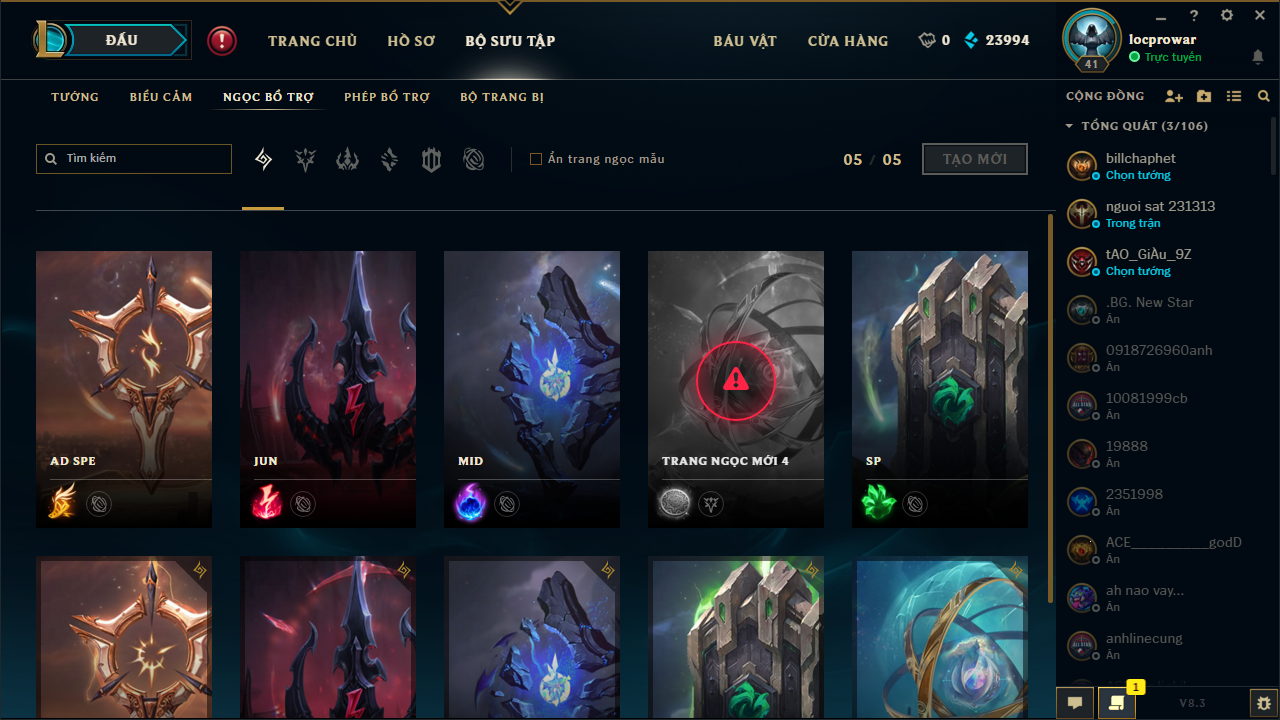 ĐẤU
TRANG CHỦ
HỒ SƠ
BỘ SƯU TẬP
BÁU VẬT
CỬA HÀNG
0
23994
locprowar
Trực tuyến
41
TƯỚNG
BIỂU CẢM
NGỌC BỔ TRỢ
PHÉP BỔ TRỢ
BỘ TRANG BỊ
CỘNG ĐỒNG
Tìm kiếm
Ẩn trang ngọc mẫu
05 / 05
TẠO MỚI
AD SPE
JUN
MID
TRANG NGỌC MỚI 4
SP
TỔNG QUÁT (3/106)
billchaphet
Chọn tướng
nguoi sat 231313
Trong trận
tAO_GiÀu_9Z
Chọn tướng
.BG. New Star
Ẩn
0918726960anh
Ẩn
10081999cb
Ẩn
19888
Ẩn
2351998
Ẩn
ACE__________godD
Ẩn
ah nao vay...
Ẩn
anhlinecung
Ẩn
1
V8.3